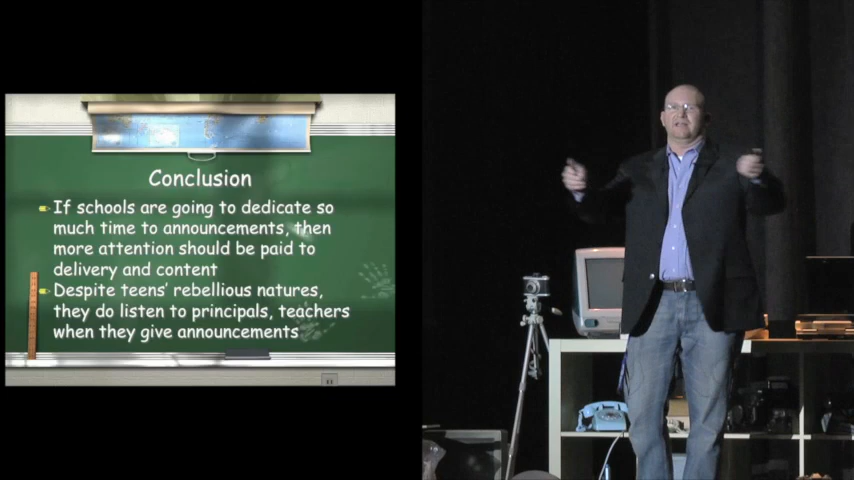 Conclusion
If schools are going to dedicate so
much time to announcements, then
more attention should be paid to
delivery and content
Despite teens' rebellious natures,
they do listen to principals, teachers
when they give announcements